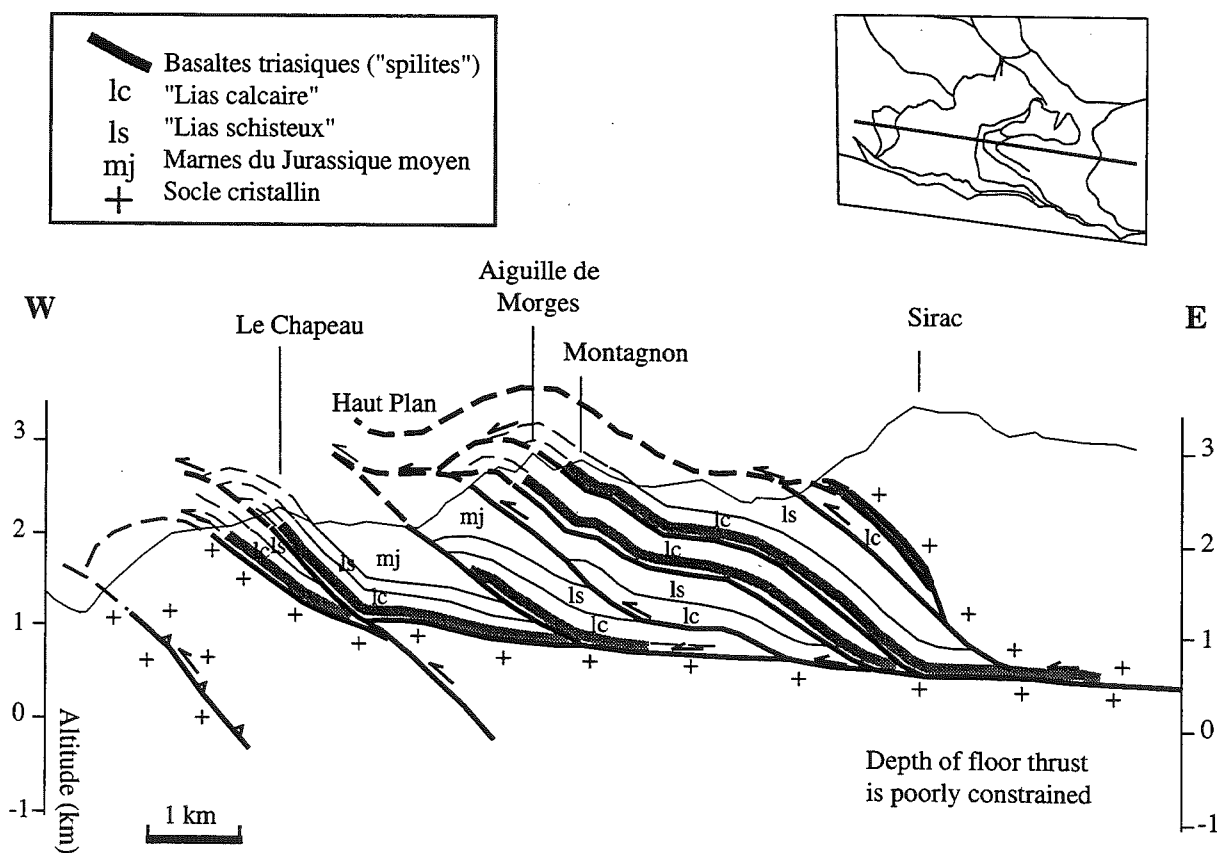 Basaltes triasiques ("spilites")
lc "Lias calcaire"
ls "Lias schisteux"
mj Marnes du Jurassique moyen
+ Socle cristallin
W
E
Le Chapeau
Haut Plan
Aiguille de
Morges
Montagnon
Sirac
3
2
1
0
-1
Altitude (km)
3
2
1
0
-1
lc
ls
ls
mj
lc
mj
ls
lc
ls
lc
lc
lc
ls
lc
1 km
Depth of floor thrust
is poorly constrained